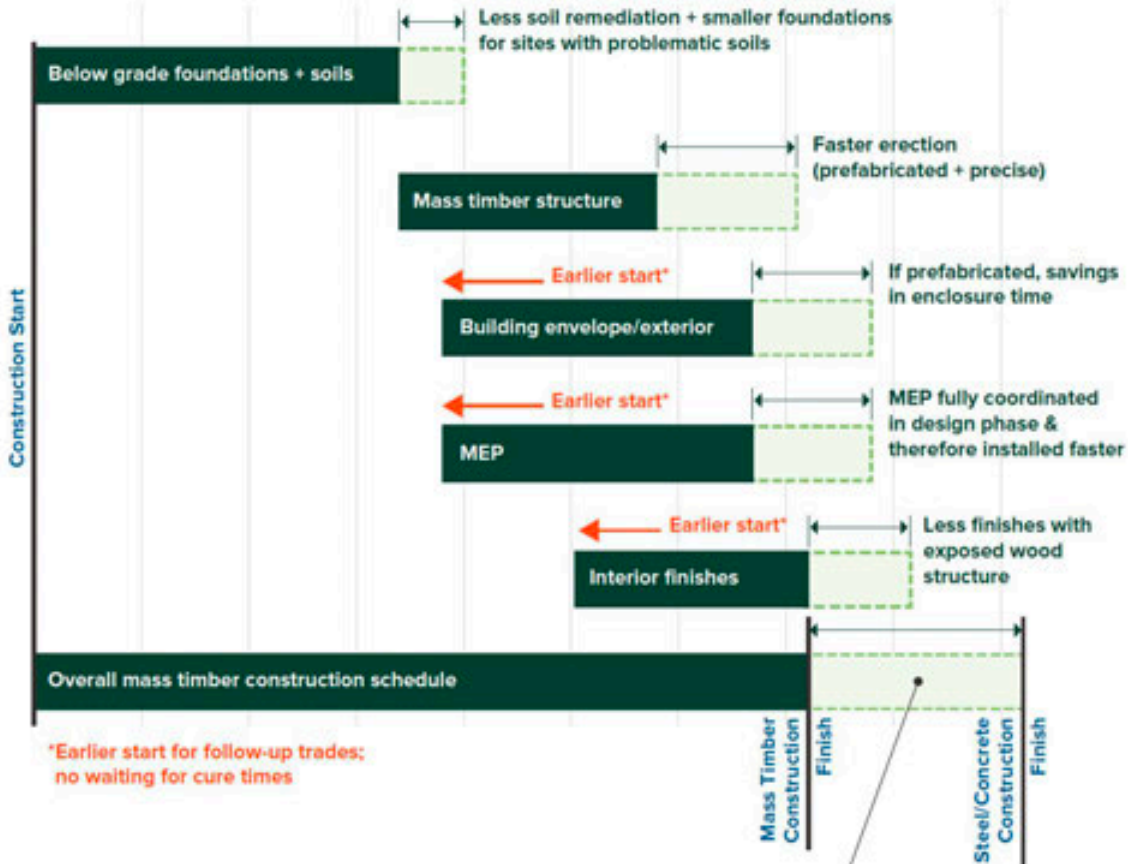 Less soil remediation + smaller foundations
for sites with problematic soils
Below grade foundations + soils
Faster erection
(prefabricated + precise)
Mass timber structure
Earlier start*
If prefabricated, savings
in enclosure time
Building envelope/exterior
Earlier start*
MEP fully coordinated
in design phase &
therefore installed faster
MEP
Earlier start*
Less finishes with
exposed wood
structure
Interior finishes
Construction Start
Overall mass timber construction schedule
*Earlier start for follow-up trades;
no waiting for cure times
Mass Timber
Construction
Finish
Steel/Concrete
Construction
Finish